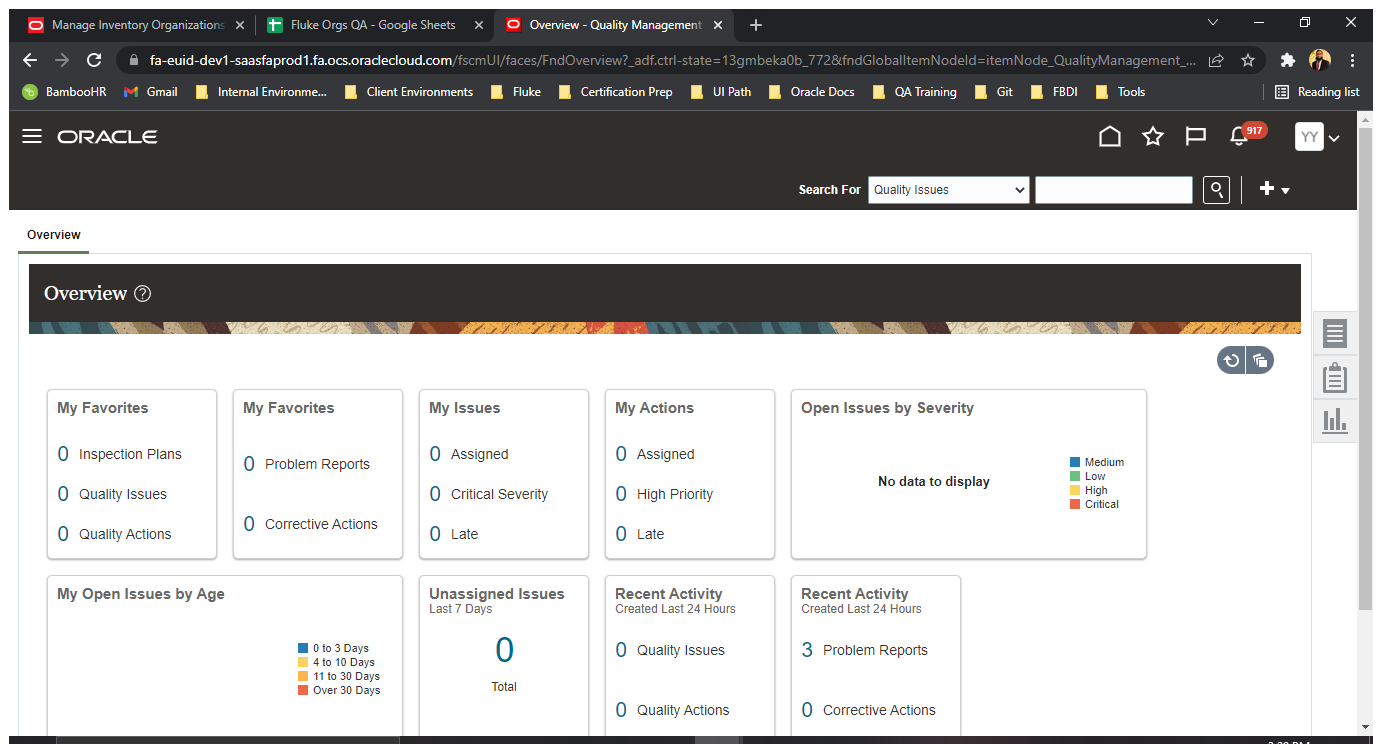 Manage Inventory Organizations
Fluke Orgs QA - Google Sheets
Overview - Quality Management
fa-euid-dev1-saasfaprod1.fa.ocs.oraclecloud.com/fscmUI/faces/FndOverview?_adf.ctrl-state=13gmbeka0b_772&fndGlobalItemNodeId=itemNode_QualityManagement_...
BambooHR
Gmail
Internal Environme...
Client Environments
Fluke
Certification Prep
UI Path
Oracle Docs
QA Training
Git
FBDI
Tools
Reading list
ORACLE
917
YY
Search For
Quality Issues
Overview
Overview
My Favorites
0 Inspection Plans
0 Quality Issues
0 Quality Actions
My Favorites
0 Problem Reports
0 Corrective Actions
My Issues
0 Assigned
0 Critical Severity
0 Late
My Actions
0 Assigned
0 High Priority
0 Late
Open Issues by Severity
No data to display
Medium
Low
High
Critical
My Open Issues by Age
0 to 3 Days
4 to 10 Days
11 to 30 Days
Over 30 Days
Unassigned Issues
Last 7 Days
0
Total
Recent Activity
Created Last 24 Hours
0 Quality Issues
0 Quality Actions
Recent Activity
Created Last 24 Hours
3 Problem Reports
0 Corrective Actions